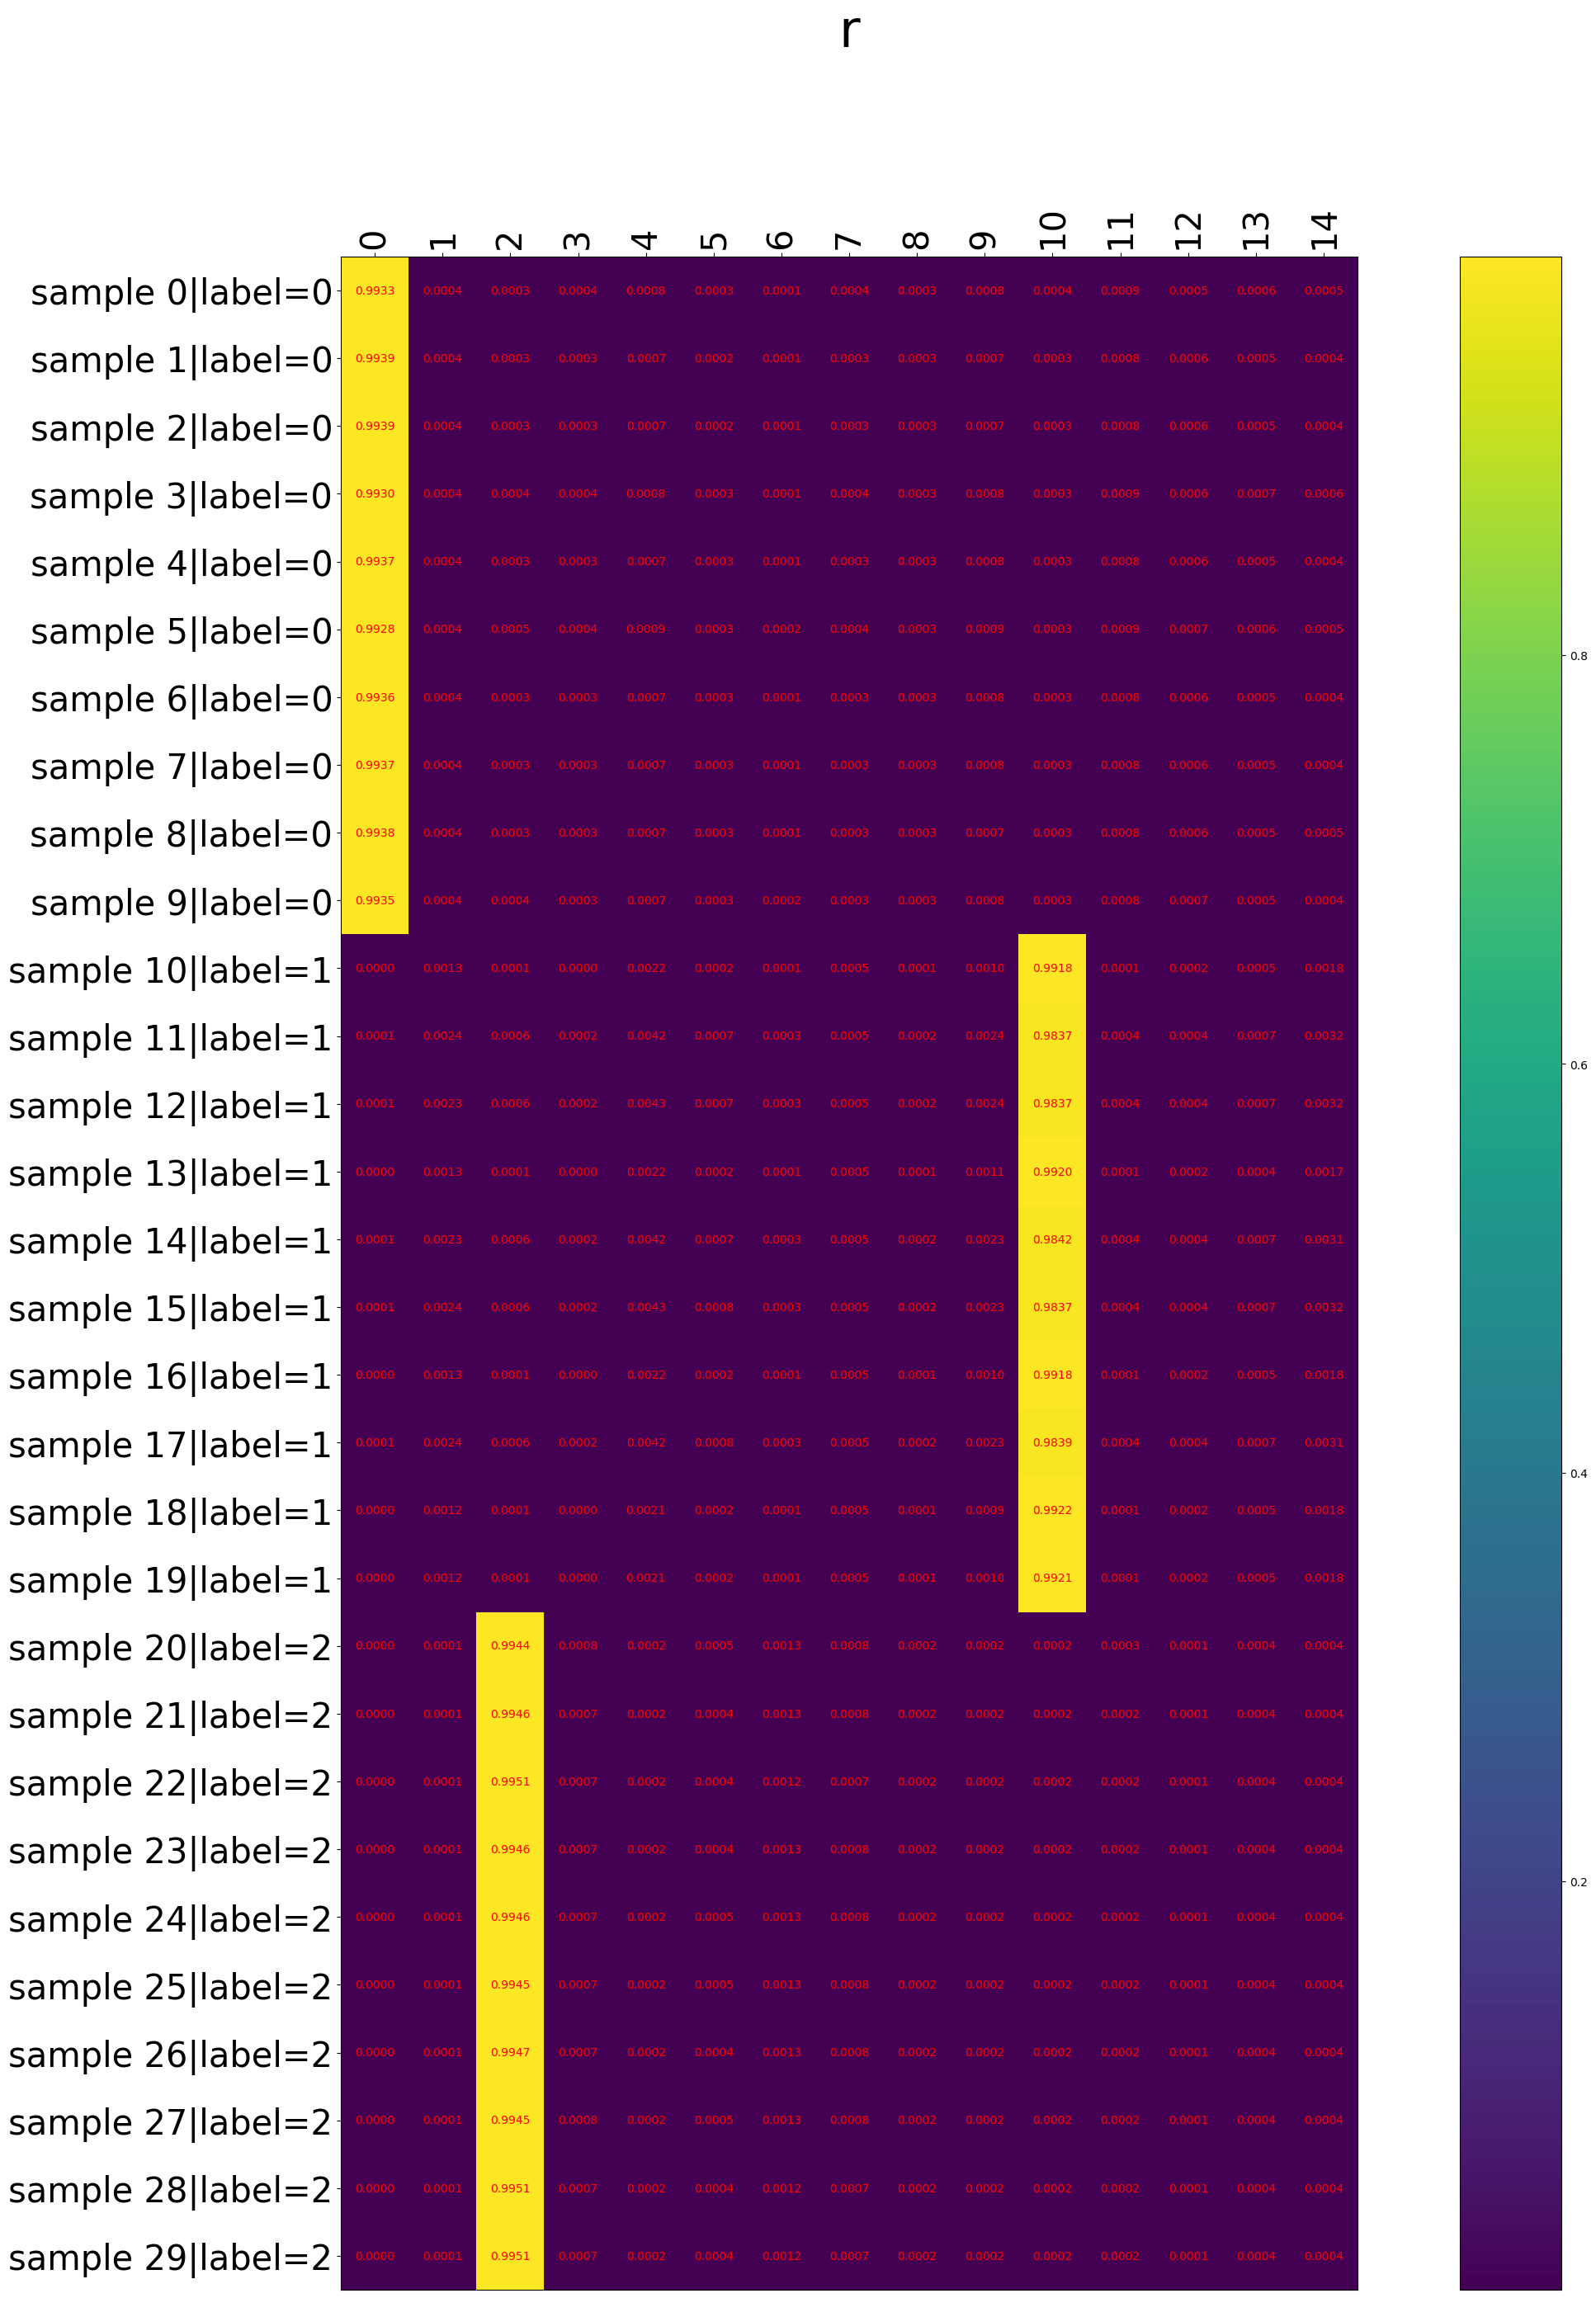 r
0 1 2 3 4 5 6 7 8 9 10 11 12 13 14
sample 0|label=0 0.9933 0.0004 0.0003 0.0004 0.0008 0.0003 0.0001 0.0004 0.0003 0.0008 0.0004 0.0009 0.0005 0.0006 0.0005
sample 1|label=0 0.9939 0.0004 0.0003 0.0003 0.0007 0.0002 0.0001 0.0003 0.0003 0.0007 0.0003 0.0008 0.0006 0.0005 0.0004
sample 2|label=0 0.9939 0.0004 0.0003 0.0003 0.0007 0.0002 0.0001 0.0003 0.0003 0.0007 0.0003 0.0008 0.0006 0.0005 0.0004
sample 3|label=0 0.9930 0.0004 0.0004 0.0004 0.0008 0.0003 0.0001 0.0004 0.0003 0.0008 0.0003 0.0009 0.0006 0.0007 0.0006
sample 4|label=0 0.9937 0.0004 0.0003 0.0003 0.0007 0.0003 0.0001 0.0003 0.0003 0.0008 0.0003 0.0008 0.0006 0.0005 0.0004
0.8
sample 5|label=0 0.9928 0.0004 0.0005 0.0004 0.0009 0.0003 0.0002 0.0004 0.0003 0.0009 0.0003 0.0009 0.0007 0.0006 0.0005
sample 6|label=0 0.9936 0.0004 0.0003 0.0003 0.0007 0.0003 0.0001 0.0003 0.0003 0.0008 0.0003 0.0008 0.0006 0.0005 0.0004
sample 7|label=0 0.9937 0.0004 0.0003 0.0003 0.0007 0.0003 0.0001 0.0003 0.0003 0.0008 0.0003 0.0008 0.0006 0.0005 0.0004
sample 8|label=0 0.9938 0.0004 0.0003 0.0003 0.0007 0.0003 0.0001 0.0003 0.0003 0.0007 0.0003 0.0008 0.0006 0.0005 0.0005
sample 9|label=0 0.9935 0.0004 0.0004 0.0003 0.0007 0.0003 0.0002 0.0003 0.0003 0.0008 0.0003 0.0008 0.0007 0.0005 0.0004
sample 10|label=1 0.0000 0.0013 0.0001 0.0000 0.0022 0.0002 0.0001 0.0005 0.0001 0.0010 0.9918 0.0001 0.0002 0.0005 0.0018
sample 11|label=1 0.0001 0.0024 0.0006 0.0002 0.0042 0.0007 0.0003 0.0005 0.0002 0.0024 0.9837 0.0004 0.0004 0.0007 0.0032
0.6
sample 12|label=1 0.0001 0.0023 0.0006 0.0002 0.0043 0.0007 0.0003 0.0005 0.0002 0.0024 0.9837 0.0004 0.0004 0.0007 0.0032
sample 13|label=1 0.0000 0.0013 0.0001 0.0000 0.0022 0.0002 0.0001 0.0005 0.0001 0.0011 0.9920 0.0001 0.0002 0.0004 0.0017
sample 14|label=1 0.0001 0.0023 0.0006 0.0002 0.0042 0.0007 0.0003 0.0005 0.0002 0.0023 0.9842 0.0004 0.0004 0.0007 0.0031
sample 15|label=1 0.0001 0.0024 0.0006 0.0002 0.0043 0.0008 0.0003 0.0005 0.0002 0.0023 0.9837 0.0004 0.0004 0.0007 0.0032
sample 16|label=1 0.0000 0.0013 0.0001 0.0000 0.0022 0.0002 0.0001 0.0005 0.0001 0.0010 0.9918 0.0001 0.0002 0.0005 0.0018
sample 17|label=1 0.0001 0.0024 0.0006 0.0002 0.0042 0.0008 0.0003 0.0005 0.0002 0.0023 0.9839 0.0004 0.0004 0.0007 0.0031
0.4
sample 18|label=1 0.0000 0.0012 0.0001 0.0000 0.0021 0.0002 0.0001 0.0005 0.0001 0.0009 0.9922 0.0001 0.0002 0.0005 0.0018
sample 19|label=1 0.0000 0.0012 0.0001 0.0000 0.0021 0.0002 0.0001 0.0005 0.0001 0.0010 0.9921 0.0001 0.0002 0.0005 0.0018
sample 20|label=2 0.0000 0.0001 0.9944 0.0008 0.0002 0.0005 0.0013 0.0008 0.0002 0.0002 0.0002 0.0003 0.0001 0.0004 0.0004
sample 21|label=2 0.0000 0.0001 0.9946 0.0007 0.0002 0.0004 0.0013 0.0008 0.0002 0.0002 0.0002 0.0002 0.0001 0.0004 0.0004
sample 22|label=2 0.0000 0.0001 0.9951 0.0007 0.0002 0.0004 0.0012 0.0007 0.0002 0.0002 0.0002 0.0002 0.0001 0.0004 0.0004
sample 23|label=2 0.0000 0.0001 0.9946 0.0007 0.0002 0.0004 0.0013 0.0008 0.0002 0.0002 0.0002 0.0002 0.0001 0.0004 0.0004
0.2
sample 24|label=2 0.0000 0.0001 0.9946 0.0007 0.0002 0.0005 0.0013 0.0008 0.0002 0.0002 0.0002 0.0002 0.0001 0.0004 0.0004
sample 25|label=2 0.0000 0.0001 0.9945 0.0007 0.0002 0.0005 0.0013 0.0008 0.0002 0.0002 0.0002 0.0002 0.0001 0.0004 0.0004
sample 26|label=2 0.0000 0.0001 0.9947 0.0007 0.0002 0.0004 0.0013 0.0008 0.0002 0.0002 0.0002 0.0002 0.0001 0.0004 0.0004
sample 27|label=2 0.0000 0.0001 0.9945 0.0008 0.0002 0.0005 0.0013 0.0008 0.0002 0.0002 0.0002 0.0002 0.0001 0.0004 0.0004
sample 28|label=2 0.0000 0.0001 0.9951 0.0007 0.0002 0.0004 0.0012 0.0007 0.0002 0.0002 0.0002 0.0002 0.0001 0.0004 0.0004
sample 29|label=2 0.0000 0.0001 0.9951 0.0007 0.0002 0.0004 0.0012 0.0007 0.0002 0.0002 0.0002 0.0002 0.0001 0.0004 0.0004